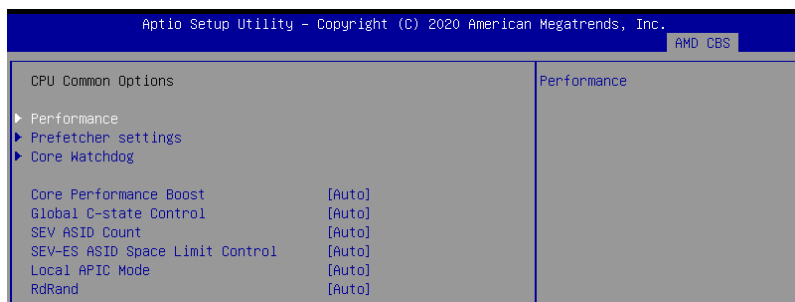 Aptio Setup Utility – Copyright (C) 2020 American Megatrends, Inc.
AMD CBS
CPU Common Options
Performance
Performance
Prefetcher settings
Core Watchdog
Core Performance Boost [Auto]
Global C-state Control [Auto]
SEV ASID Count [Auto]
SEV-ES ASID Space Limit Control [Auto]
Local APIC Mode [Auto]
RdRand [Auto]